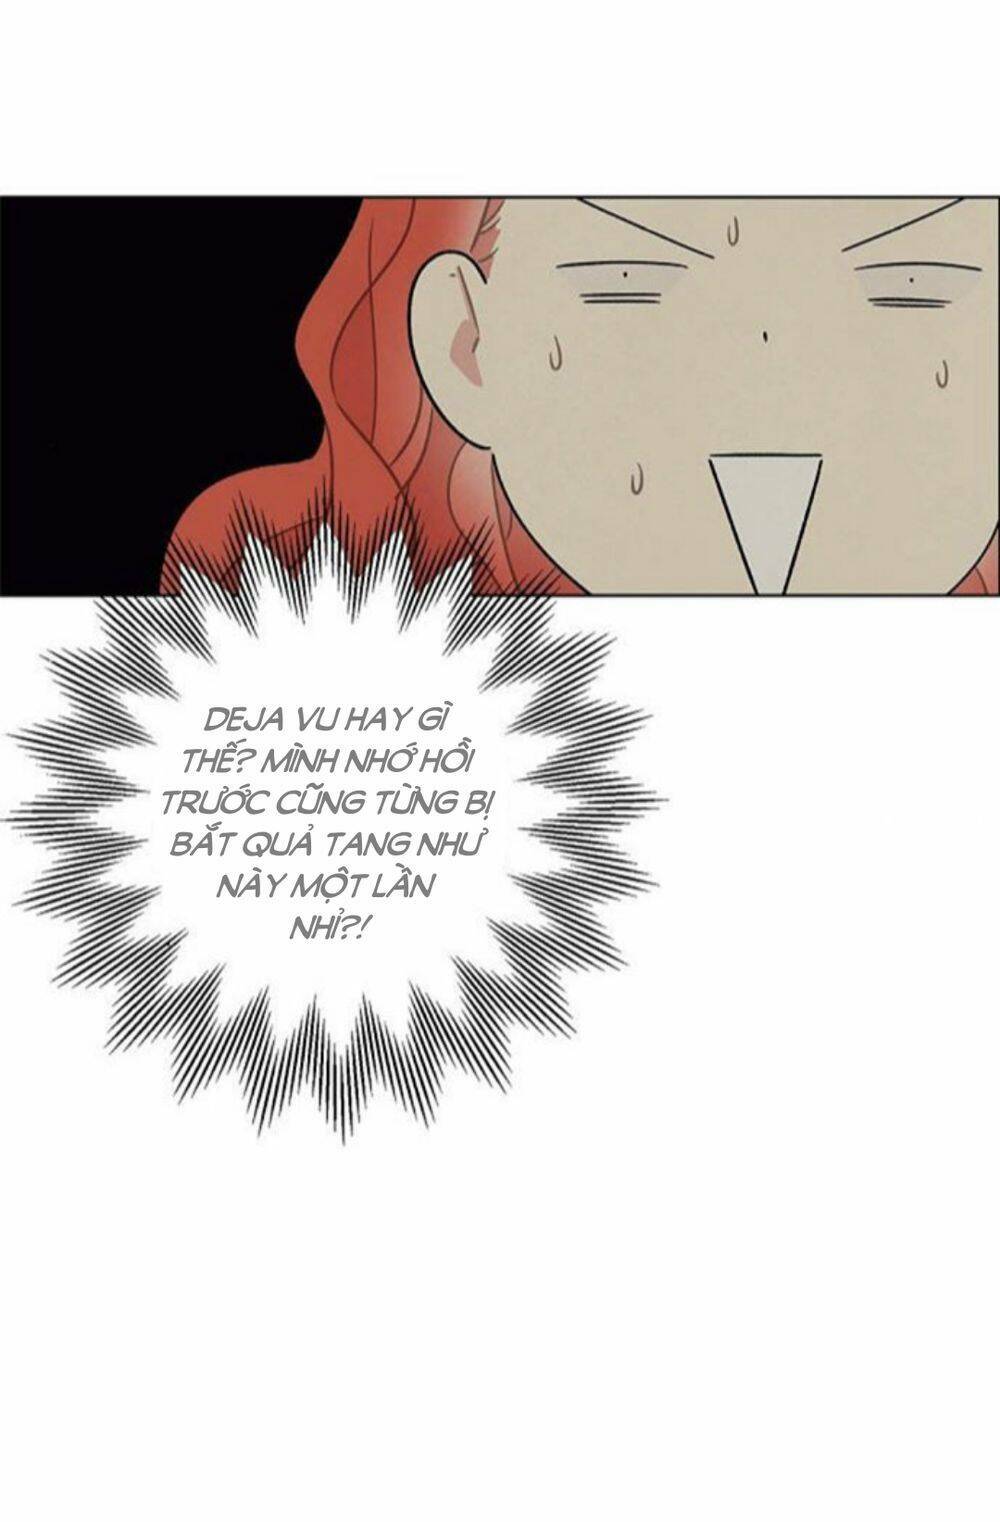 DEJA VU HAY GÌ
THẾ? MÌNH NHỚ HỒI
TRƯỚC CŨNG TỪNG BỊ
BẮT QUẢ TANG NHƯ
NÀY MỘT LẦN
NHỈ?!